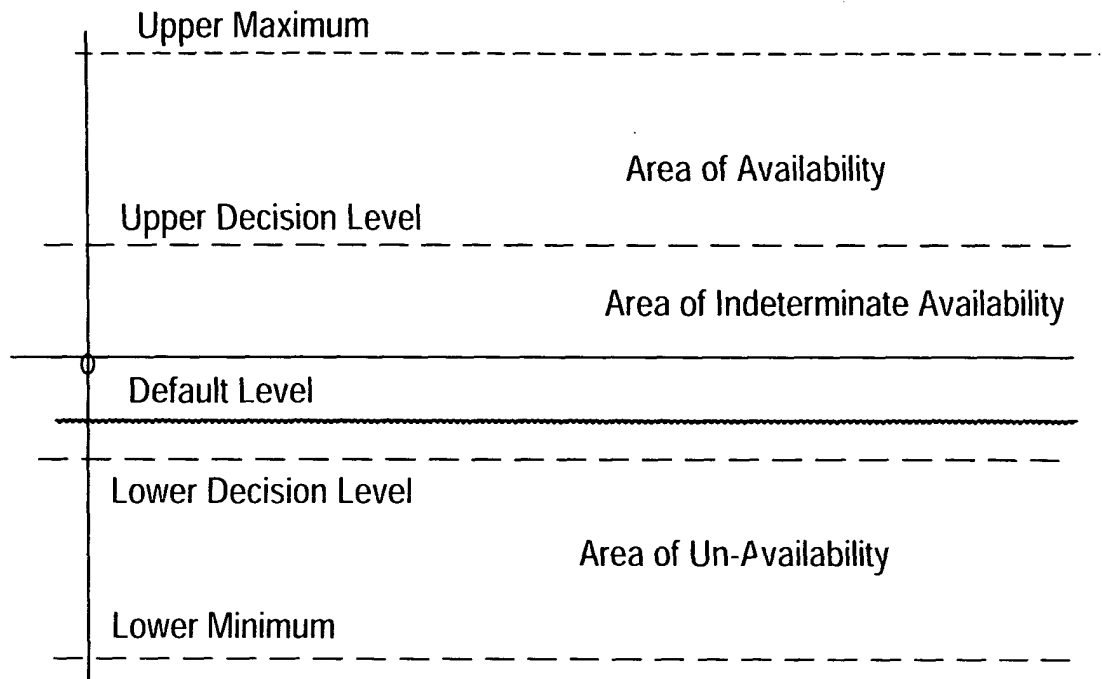 Upper Maximum
Area of Availability
Upper Decision Level
Area of Indeterminate Availability
0
Default Level
Lower Decision Level
Area of Un-Availability
Lower Minimum